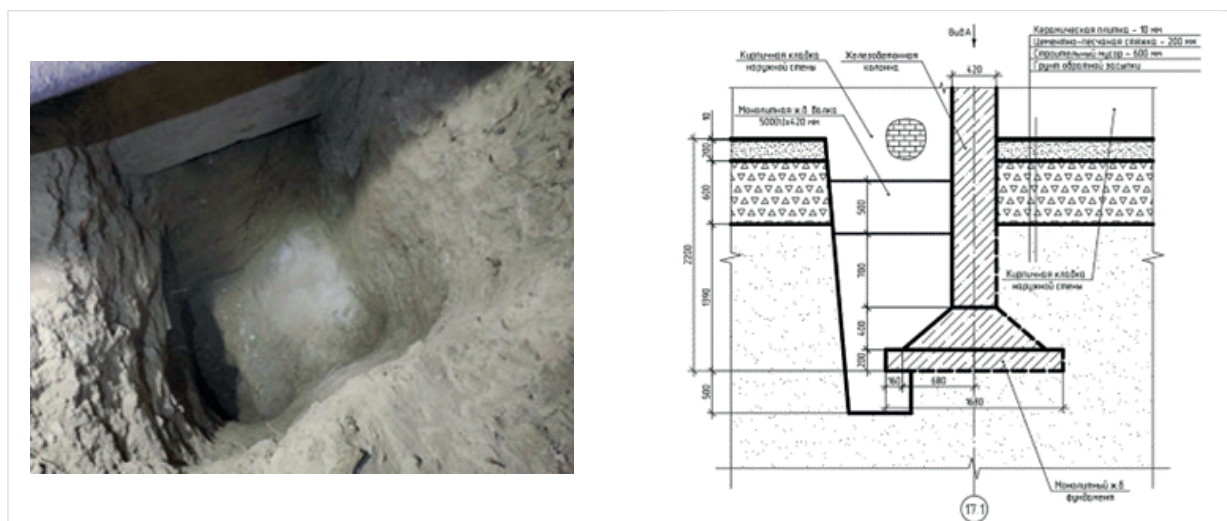 Вид А
Керамическая плитка - 10 мм
Цементно-песчаная стяжка - 200 мм
Строительный мусор - 600 мм
Грунт обратной засыпки
Кирпичная кладка
наружной стены
Железобетонная
колонна
420
Монолитная ж.б. балка
500(h)х420 мм
10
200
600
500
2200
700
1390
Кирпичная кладка
наружной стены
400
200
160
680
500
1680
Монолитный ж.б.
фундамент
17.1